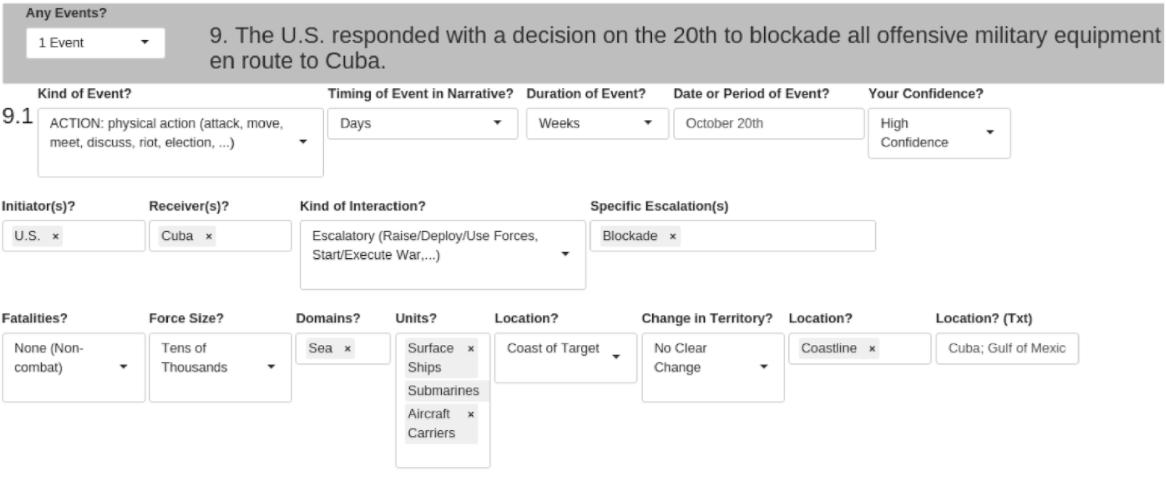 Any Events?
1 Event
9. The U.S. responded with a decision on the 20th to blockade all offensive military equipment
en route to Cuba.
9.1
Kind of Event? Timing of Event in Narrative? Duration of Event? Date or Period of Event? Your Confidence?
ACTION: physical action (attack, move,
meet, discuss, riot, election, ...)
Days
Weeks
October 20th
High
Confidence
Initiator(s)? Receiver(s)? Kind of Interaction? Specific Escalation(s)
U.S. ×
Cuba ×
Escalatory (Raise/Deploy/Use Forces,
Start/Execute War,...)
Blockade ×
Fatalities? Force Size? Domains? Units? Location? Change in Territory? Location? Location? (Txt)
None (Non-
combat)
Tens of
Thousands
Sea ×
Surface ×
Ships
Submarines
Aircraft ×
Carriers
Coast of Target
No Clear
Change
Coastline ×
Cuba; Gulf of Mexic